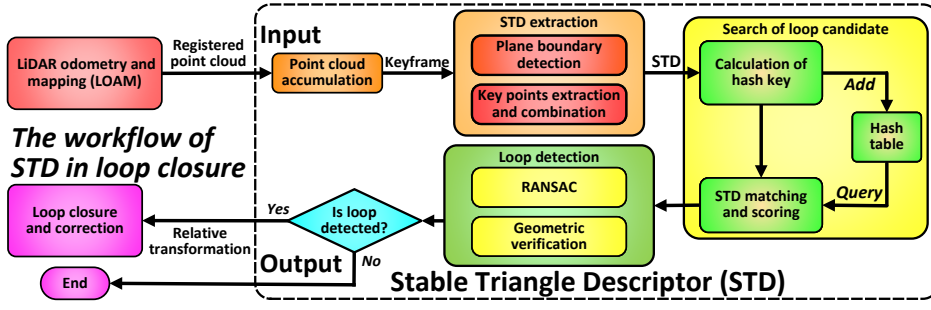 Input
STD extraction
Search of loop candidate
Registered
point cloud
LiDAR odometry and
mapping (LOAM)
Point cloud
accumulation
Keyframe
Plane boundary
detection
Key points extraction
and combination
STD
Calculation of
hash key
Add
Hash
table
Query
STD matching
and scoring
The workflow of
STD in loop closure
Loop detection
RANSAC
Geometric
verification
Is loop
detected?
Yes
Relative
transformation
Loop closure
and correction
No
Output
End
Stable Triangle Descriptor (STD)